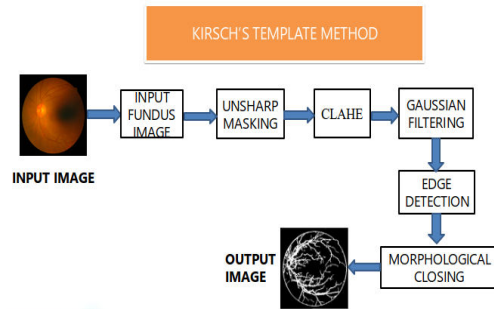 KIRSCH'S TEMPLATE METHOD
INPUT IMAGE
INPUT
FUNDUS
IMAGE
UNSHARP
MASKING
CLAHE
GAUSSIAN
FILTERING
EDGE
DETECTION
MORPHOLOGICAL
CLOSING
OUTPUT
IMAGE